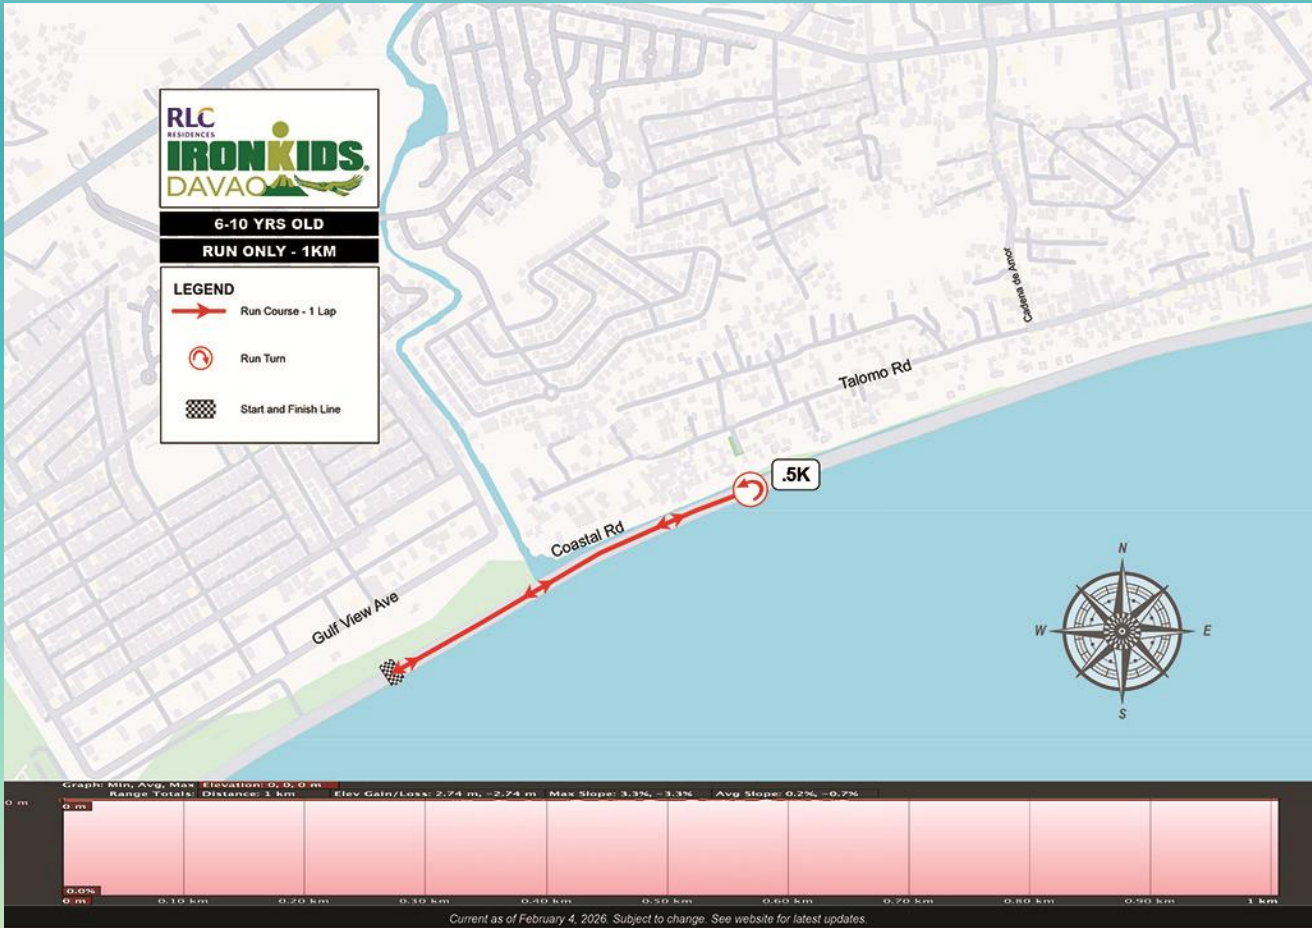 RLC
RESIDENCES
IRONKIDS.
DAVAO
6-10 YRS OLD
RUN ONLY - 1KM
LEGEND
Run Course - 1 Lap
Run Turn
Start and Finish Line
Cadena de Amor
Talomo Rd
.5K
Coastal Rd
Gulf View Ave
N
W E
S
Graph: Min, Avg, Max Elevation: 0, 0, 0 m
Range Totals: Distance: 1 km Elev Gain/Loss: 2.74 m, -2.74 m Max Slope: 3.3%, -3.3% Avg Slope: 0.2%, -0.7%
0 m
0 m
0.0%
0 m 0.10 km 0.20 km 0.30 km 0.40 km 0.50 km 0.60 km 0.70 km 0.80 km 0.90 km 1 km
Current as of February 4, 2026. Subject to change. See website for latest updates.